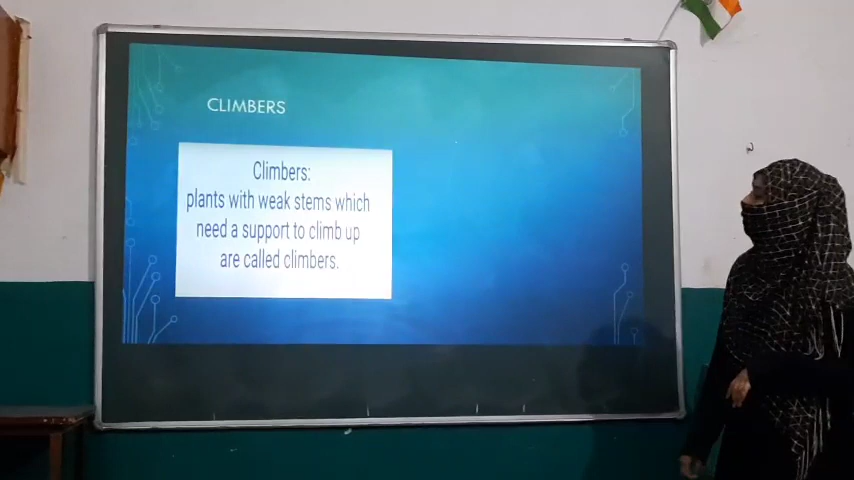 CLIMBERS
Climbers:
plants with weak stems which
need a support to climb up
are called climbers.